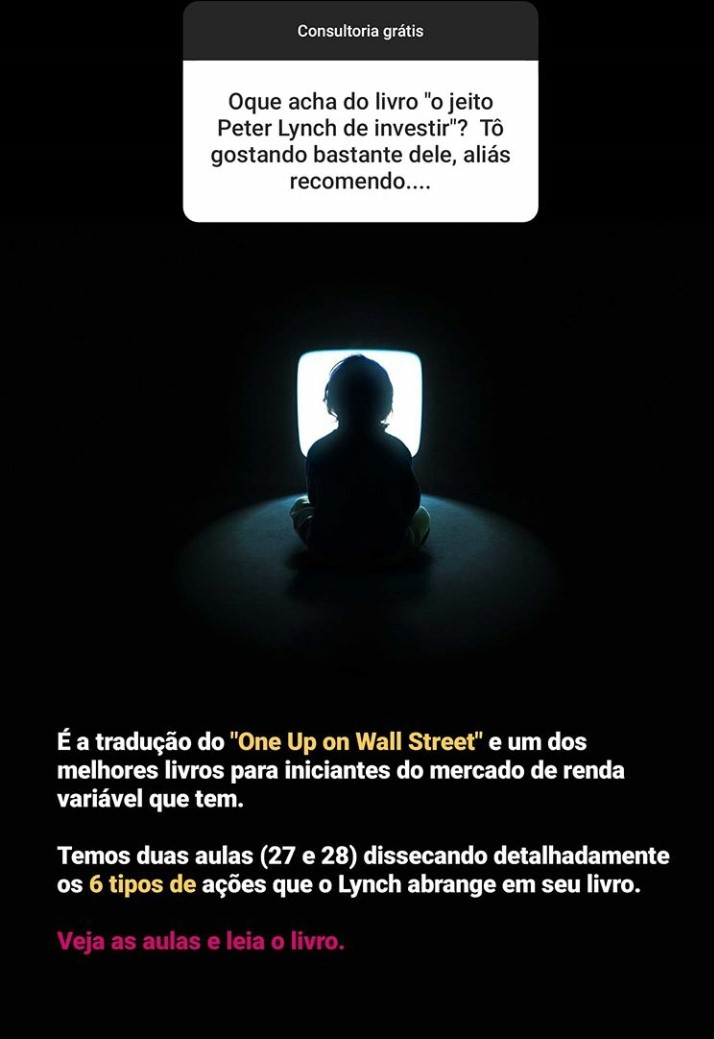 Consultoria grátis
Oque acha do livro "o jeito
Peter Lynch de investir"? Tô
gostando bastante dele, aliás
recomendo....
É a tradução do "One Up on Wall Street" e um dos
melhores livros para iniciantes do mercado de renda
variável que tem.
Temos duas aulas (27 e 28) dissecando detalhadamente
os 6 tipos de ações que o Lynch abrange em seu livro.
Veja as aulas e leia o livro.